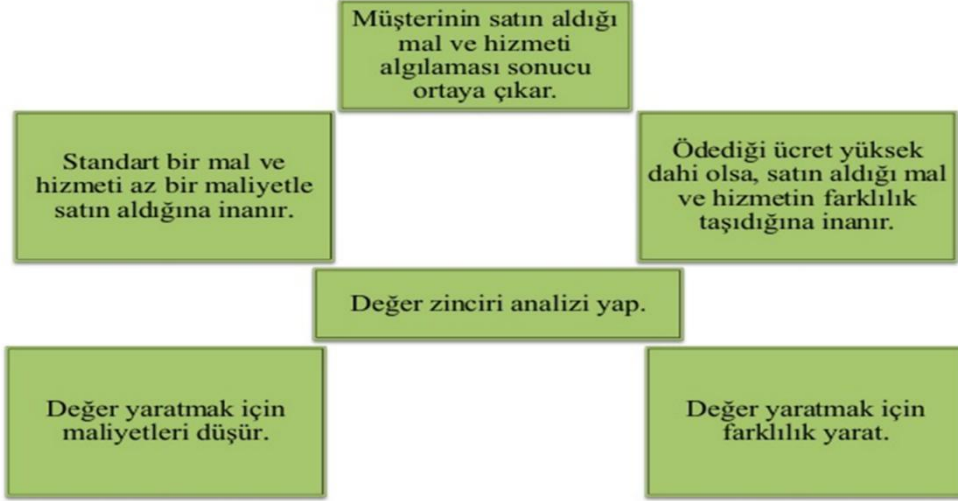 Müşterinin satın aldığı
mal ve hizmeti
algılaması sonucu
ortaya çıkar.
Standart bir mal ve
hizmeti az bir maliyetle
satın aldığına inanır.
Ödediği ücret yüksek
dahi olsa, satın aldığı mal
ve hizmetin farklılık
taşıdığına inanır.
Değer zinciri analizi yap.
Değer yaratmak için
maliyetleri düşür.
Değer yaratmak için
farklılık yarat.